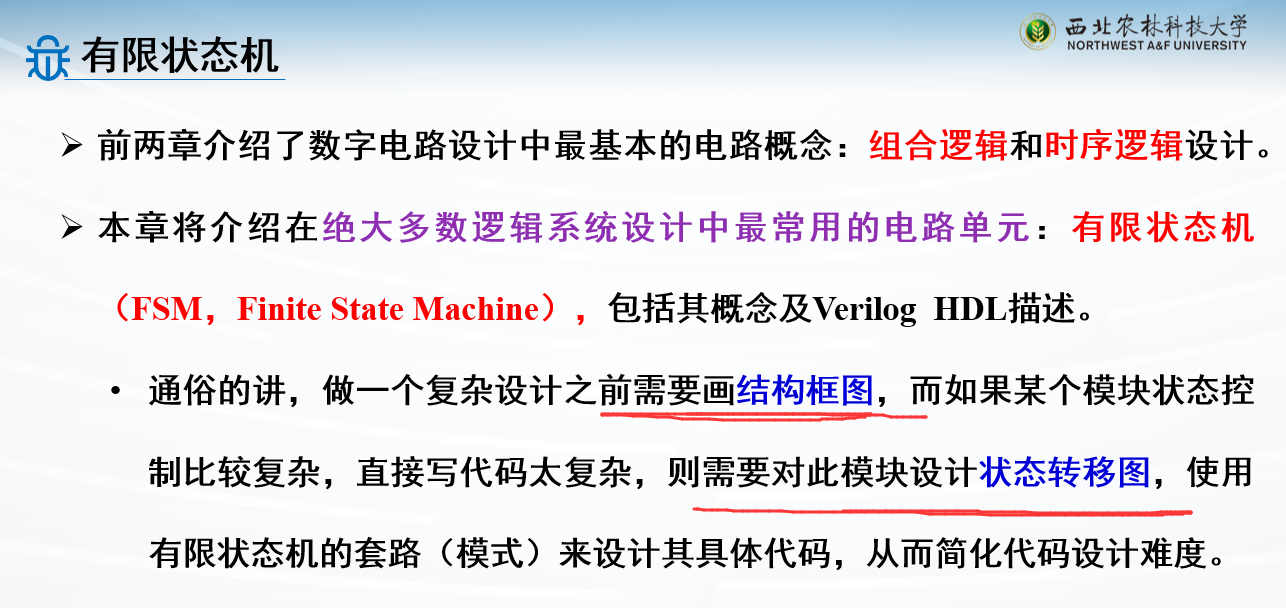 有限状态机
西北农林科技大学
NORTHWEST A&F UNIVERSITY
➢ 前两章介绍了数字电路设计中最基本的电路概念：组合逻辑和时序逻辑设计。
➢ 本章将介绍在绝大多数逻辑系统设计中最常用的电路单元：有限状态机
（FSM，Finite State Machine），包括其概念及Verilog HDL描述。
• 通俗的讲，做一个复杂设计之前需要画结构框图，而如果某个模块状态控
制比较复杂，直接写代码太复杂，则需要对此模块设计状态转移图，使用
有限状态机的套路（模式）来设计其具体代码，从而简化代码设计难度。